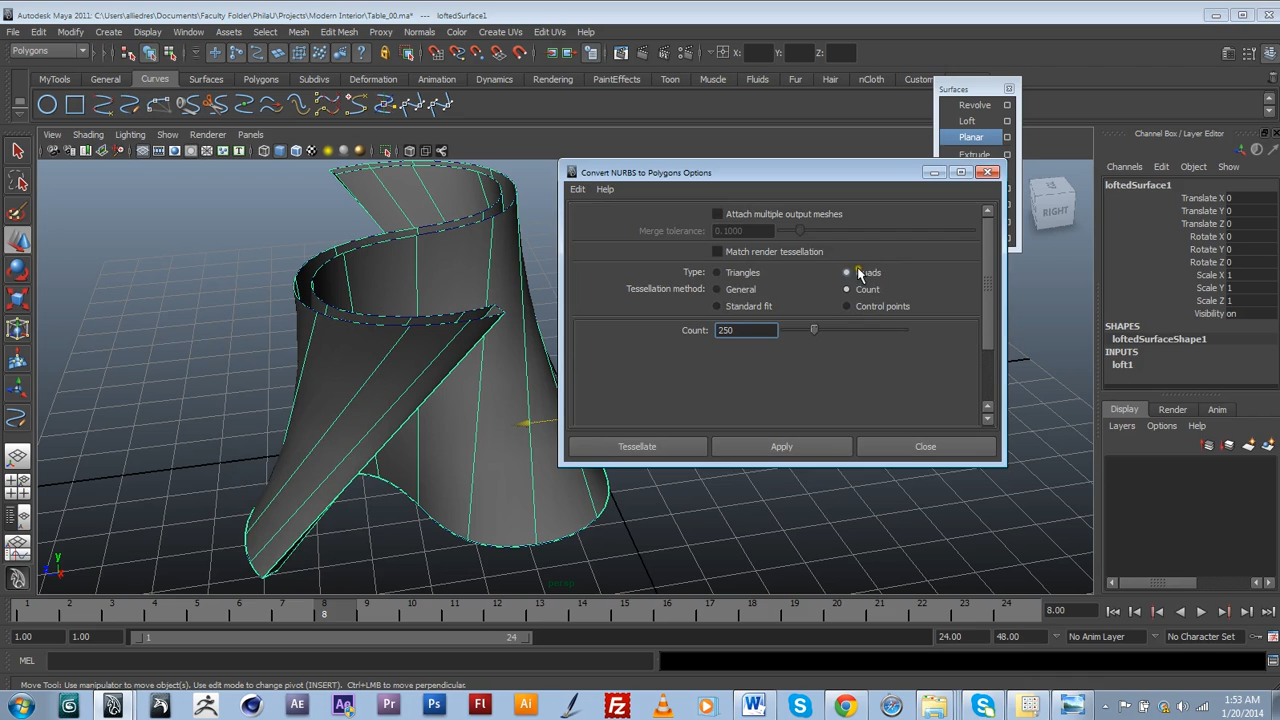 Autodesk Maya 2011: c:\Users\alliedres\Documents\Faculty Folder\PhilaU\Projects\Modern Interior\Table_00.ma* --- loftedSurface1
File Edit Modify Create Display Window Assets Select Mesh Edit Mesh Proxy Normals Color Create UVs Edit UVs Help
Polygons X: Y: Z:
MyTools General Curves Surfaces Polygons Subdivs Deformation Animation Dynamics Rendering PaintEffects Toon Muscle Fluids Fur Hair nCloth Custom
Surfaces
Revolve
Loft
Planar
Extrude
View Shading Lighting Show Renderer Panels
Convert NURBS to Polygons Options
Edit Help
Attach multiple output meshes
Merge tolerance: 0.1000
Match render tessellation
Type: Triangles Quads
Tessellation method: General Count
Standard fit Control points
Count: 250
Tessellate Apply Close
RIGHT
persp
y
z x
Channel Box / Layer Editor
Channels Edit Object Show
loftedSurface1
Translate X 0
Translate Y 0
Translate Z 0
Rotate X 0
Rotate Y 0
Rotate Z 0
Scale X 1
Scale Y 1
Scale Z 1
Visibility on
SHAPES
loftedSurfaceShape1
INPUTS
loft1
Display Render Anim
Layers Options Help
1 2 3 4 5 6 7 8 9 10 11 12 13 14 15 16 17 18 19 20 21 22 23 24
8
8.00
1.00 1.00 1 24 24.00 48.00 No Anim Layer No Character Set
MEL
Move Tool: Use manipulator to move object(s). Use edit mode to change pivot (INSERT). Ctrl+LMB to move perpendicular.
AE Ag Pr Ps Fl Ai Fz W S
1:53 AM
1/20/2014